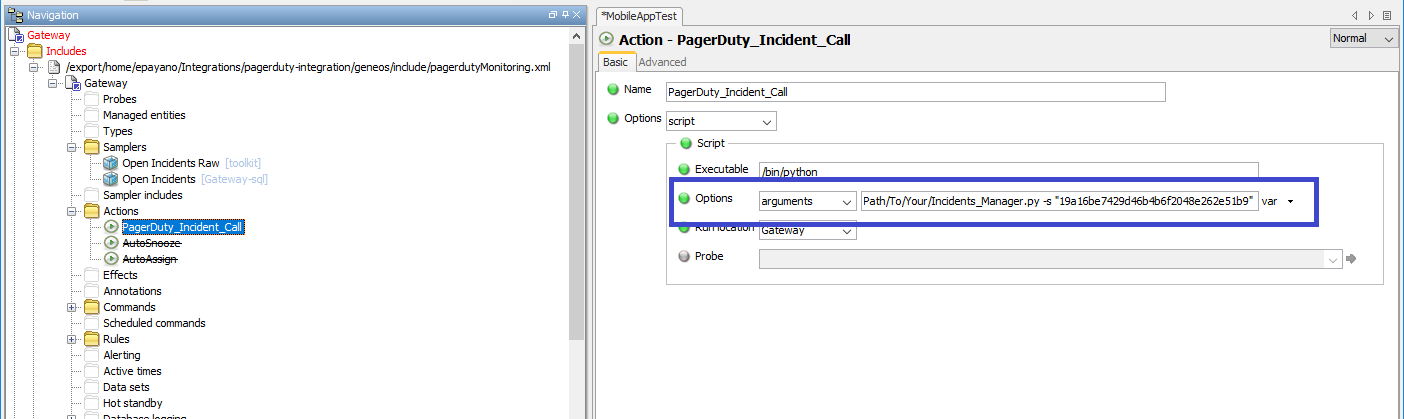 Navigation
Gateway
Includes
/export/home/epayano/Integrations/pagerduty-integration/geneos/include/pagerdutyMonitoring.xml
Gateway
Probes
Managed entities
Types
Samplers
Open Incidents Raw [toolkit]
Open Incidents [Gateway-sql]
Sampler includes
Actions
PagerDuty_Incident_Call
AutoSnooze
AutoAssign
Effects
Annotations
Commands
Scheduled commands
Rules
Alerting
Active times
Data sets
Hot standby
Database logging
*MobileAppTest
Action - PagerDuty_Incident_Call
Normal
Basic Advanced
Name PagerDuty_Incident_Call
Options script
Script
Executable /bin/python
Options arguments Path/To/Your/Incidents_Manager.py -s "19a16be7429d46b4b6f2048e262e51b9" var
Run location Gateway
Probe